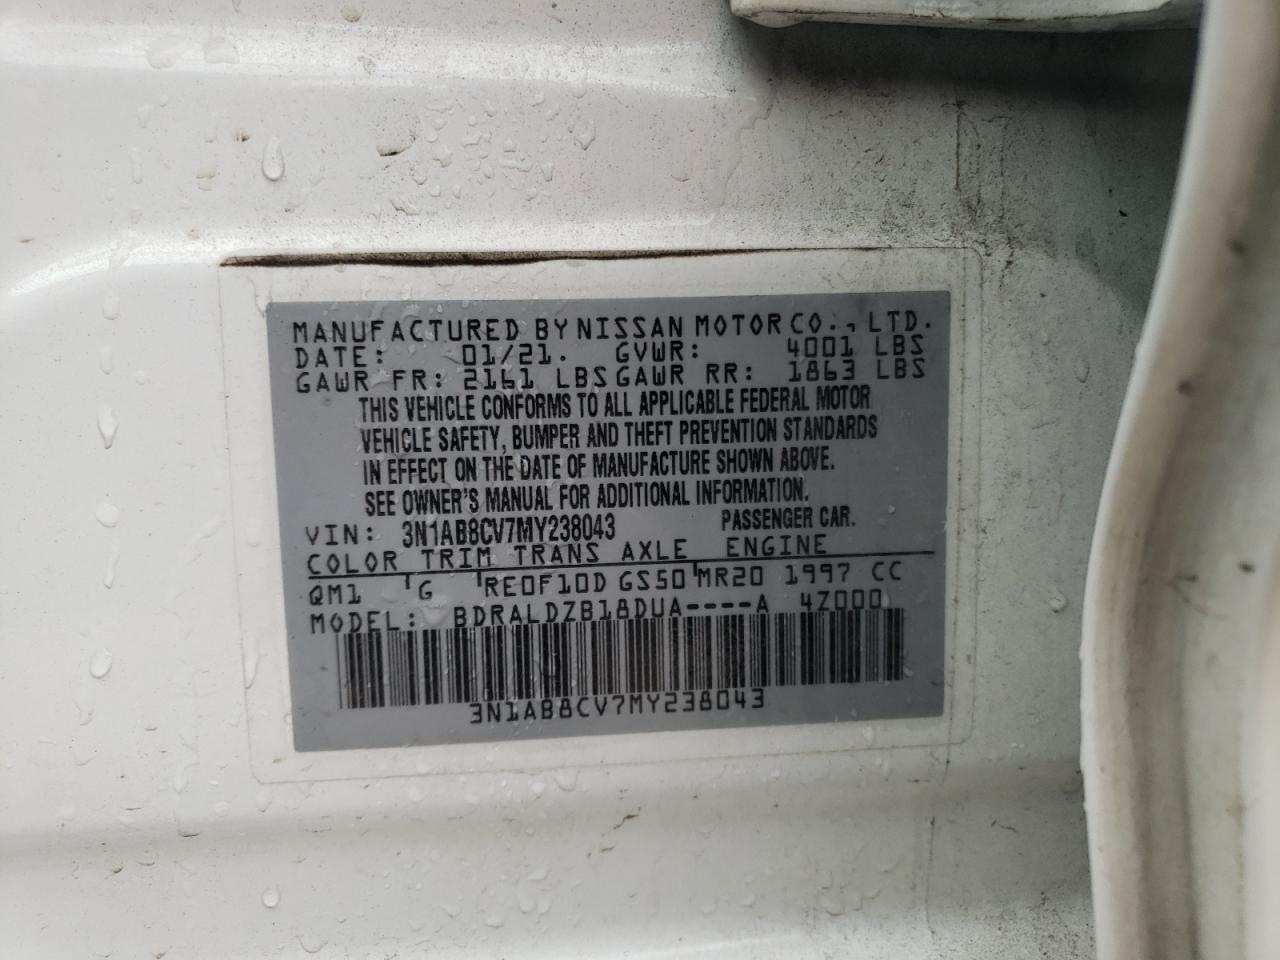 MANUFACTURED BY NISSAN MOTOR CO., LTD.
DATE: 01/21. GVWR: 4001 LBS
GAWR FR: 2161 LBS GAWR RR: 1863 LBS
THIS VEHICLE CONFORMS TO ALL APPLICABLE FEDERAL MOTOR
VEHICLE SAFETY, BUMPER AND THEFT PREVENTION STANDARDS
IN EFFECT ON THE DATE OF MANUFACTURE SHOWN ABOVE.
SEE OWNER'S MANUAL FOR ADDITIONAL INFORMATION.
VIN: 3N1AB8CV7MY238043 PASSENGER CAR.
COLOR TRIM TRANS AXLE ENGINE
QM1 G RE0F10D GS50 MR20 1997 CC
MODEL: BDRALDZB18DUA----A 4Z000
3N1AB8CV7MY238043